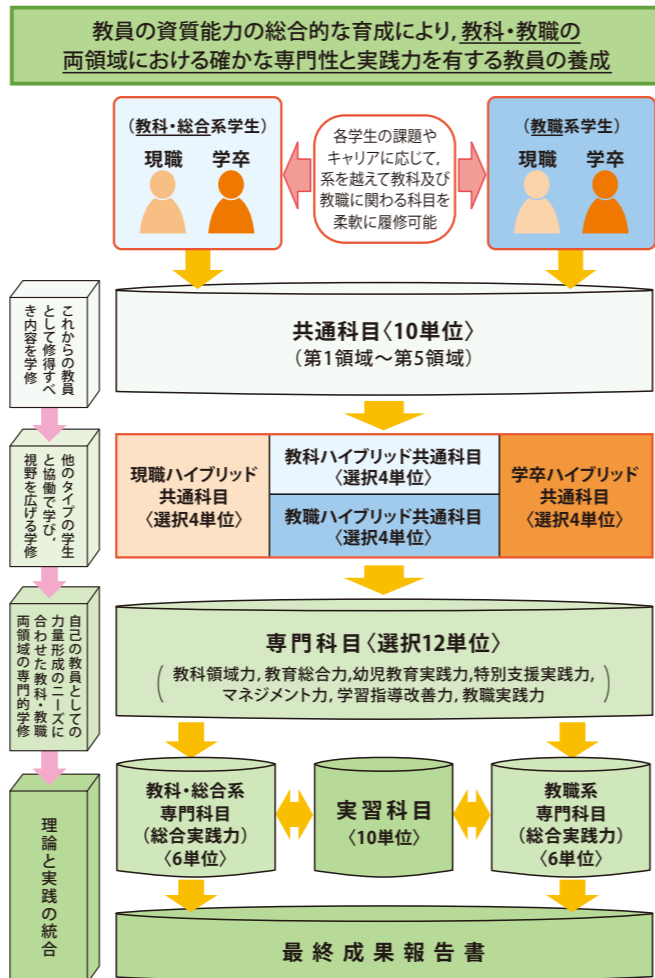 教員の資質能力の総合的な育成により,教科・教職の
両領域における確かな専門性と実践力を有する教員の養成
(教科・総合系学生)
現職 学卒
各学生の課題や
キャリアに応じて,
系を越えて教科及び
教職に関わる科目を
柔軟に履修可能
(教職系学生)
現職 学卒
これからの教員
として修得すべ
き内容を学修
共通科目〈10単位〉
(第1領域〜第5領域)
他のタイプの学生
と協働で学び,
視野を広げる学修
現職ハイブリッド
共通科目
〈選択4単位〉
教科ハイブリッド共通科目
〈選択4単位〉
教職ハイブリッド共通科目
〈選択4単位〉
学卒ハイブリッド
共通科目
〈選択4単位〉
自己の教員としての
力量形成のニーズに
合わせた教科・教職
両領域の専門的学修
専門科目〈選択12単位〉
(教科領域力,教育総合力,幼児教育実践力,特別支援実践力,
マネジメント力,学習指導改善力,教職実践力)
理論と実践の統合
教科・総合系
専門科目
(総合実践力)
〈6単位〉
実習科目
〈10単位〉
教職系
専門科目
(総合実践力)
〈6単位〉
最終成果報告書